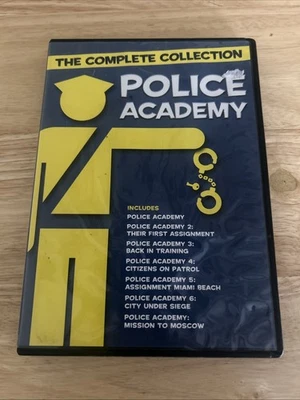 THE COMPLETE COLLECTION
POLICE
ACADEMY
INCLUDES
POLICE ACADEMY
POLICE ACADEMY 2:
THEIR FIRST ASSIGNMENT
POLICE ACADEMY 3:
BACK IN TRAINING
POLICE ACADEMY 4:
CITIZENS ON PATROL
POLICE ACADEMY 5:
ASSIGNMENT MIAMI BEACH
POLICE ACADEMY 6:
CITY UNDER SIEGE
POLICE ACADEMY:
MISSION TO MOSCOW